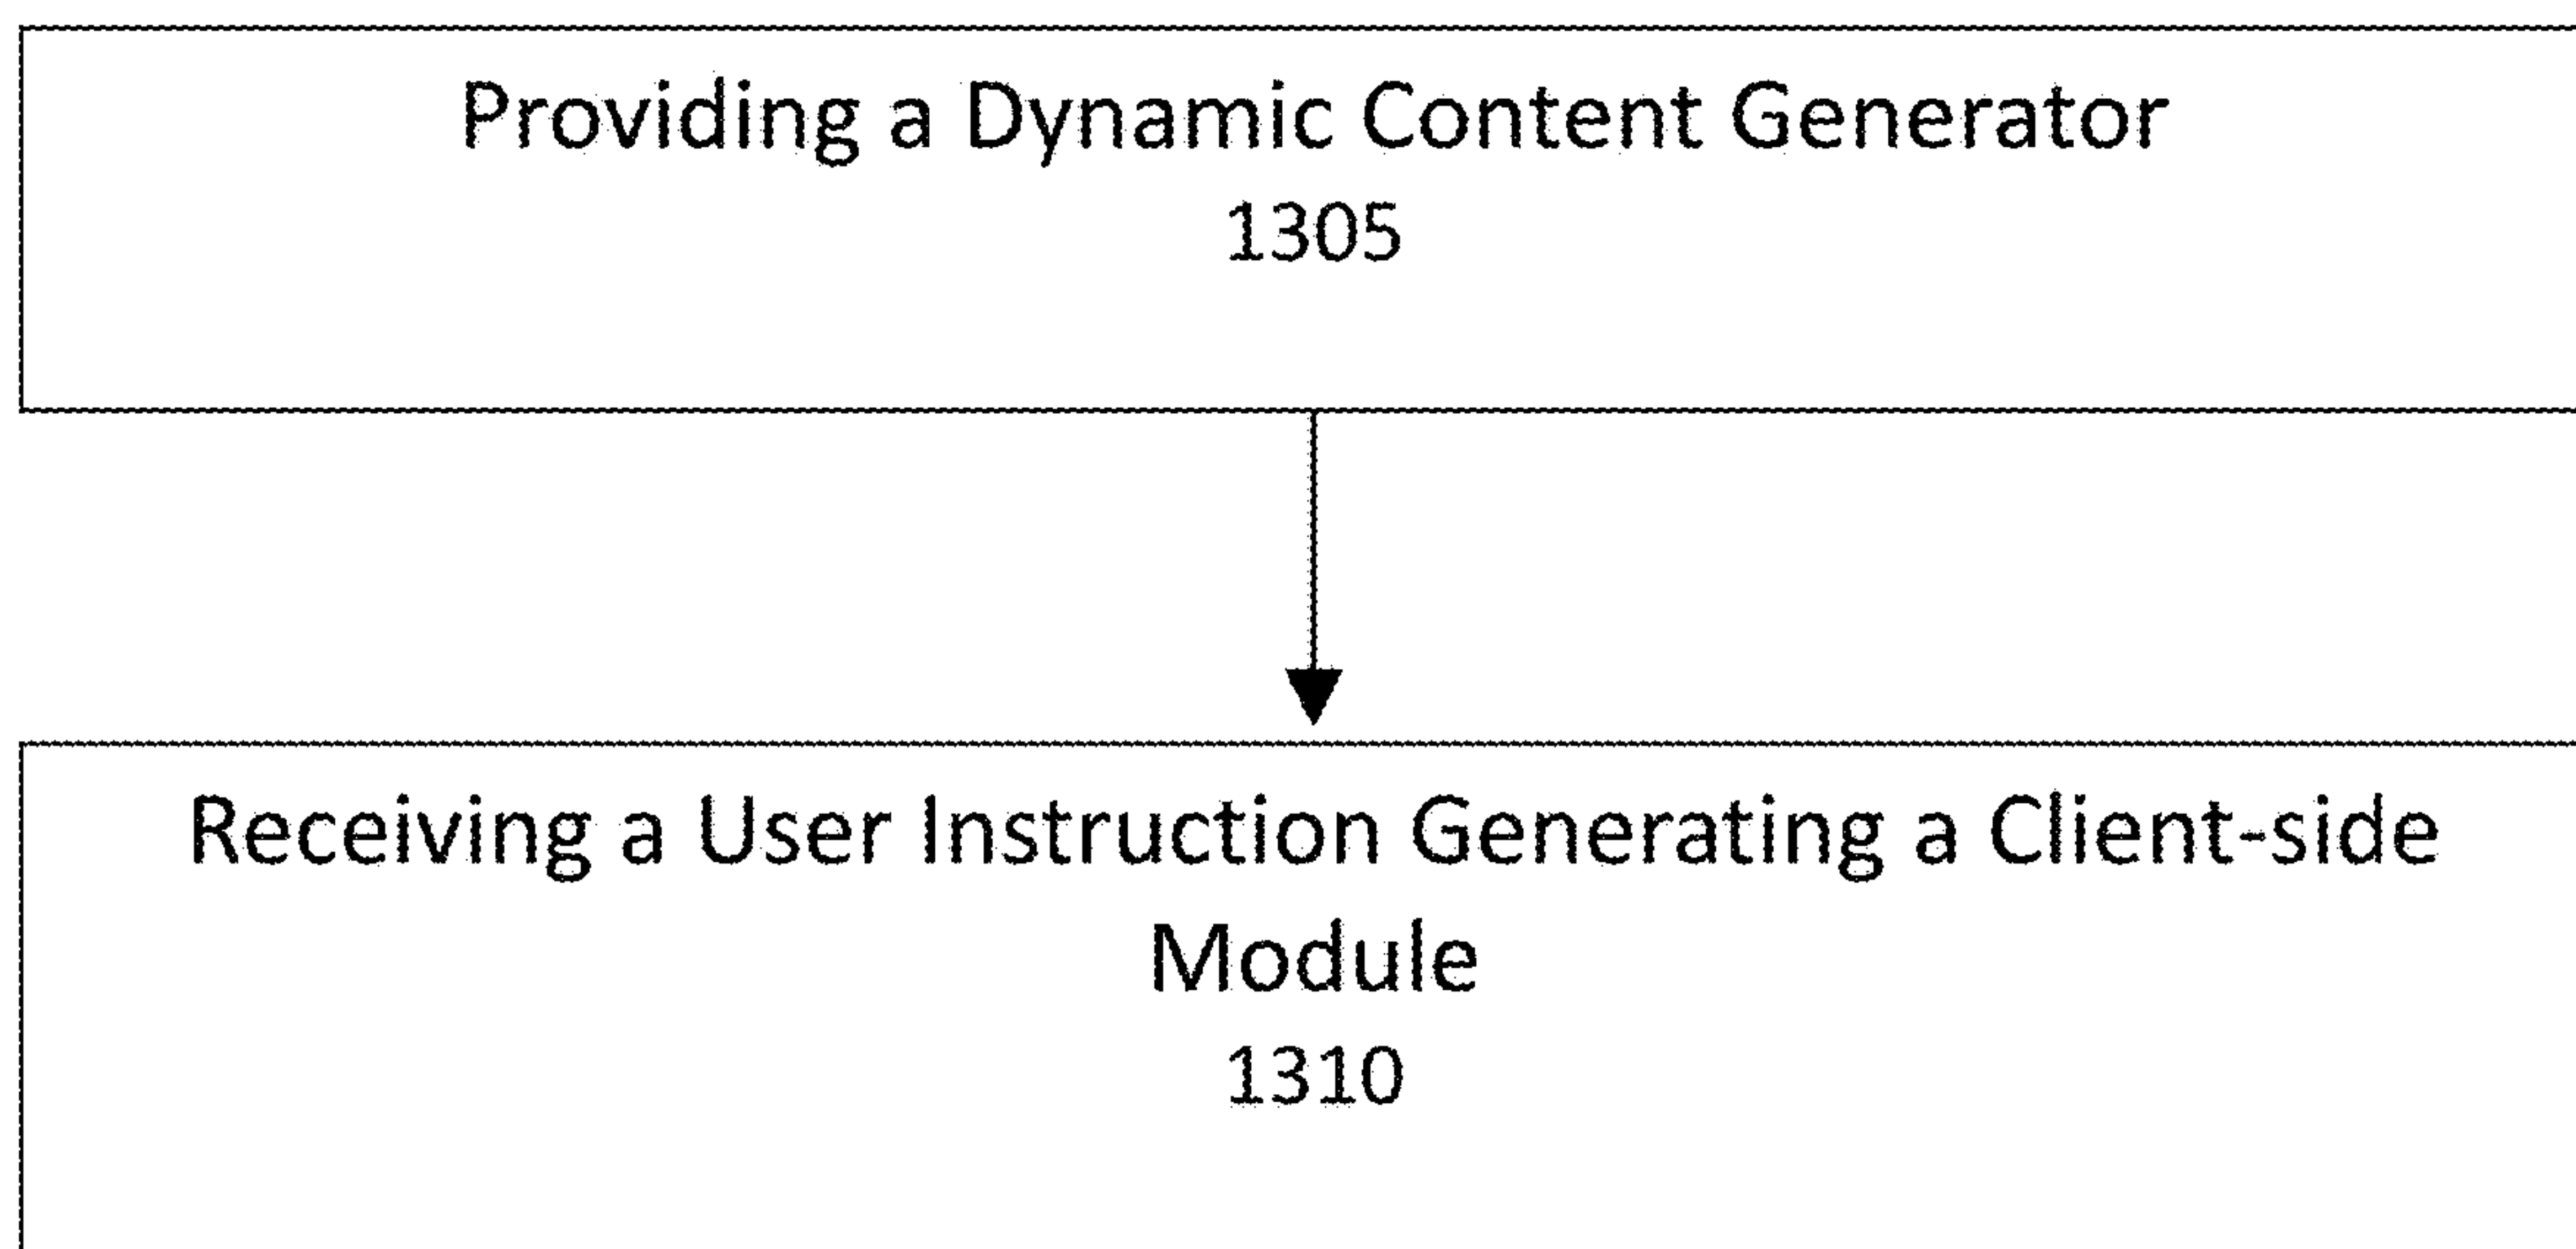 Providing a Dynamic Content Generator
1305
Receiving a User Instruction Generating a Client-side
Module
1310